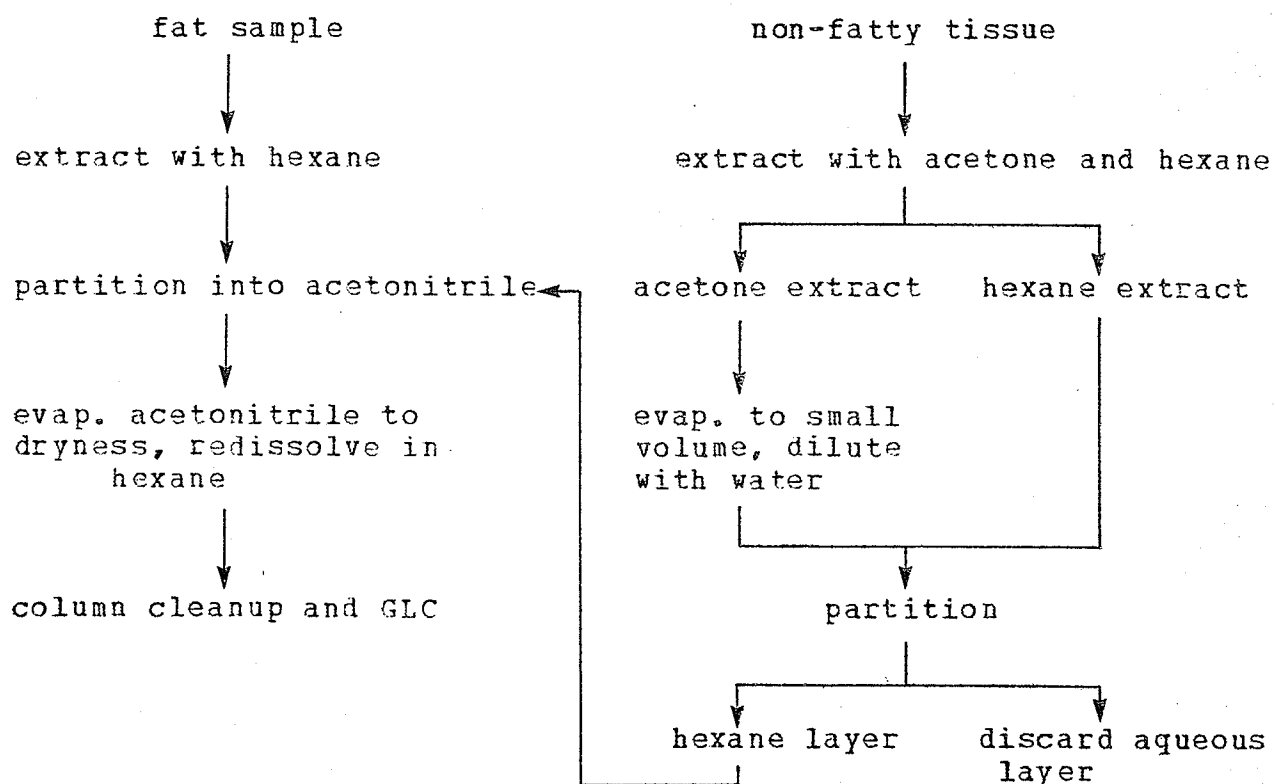 fat sample
extract with hexane
partition into acetonitrile
evap. acetonitrile to
dryness, redissolve in
hexane
column cleanup and GLC
non-fatty tissue
extract with acetone and hexane
acetone extract
hexane extract
evap. to small
volume, dilute
with water
partition
hexane layer
discard aqueous
layer